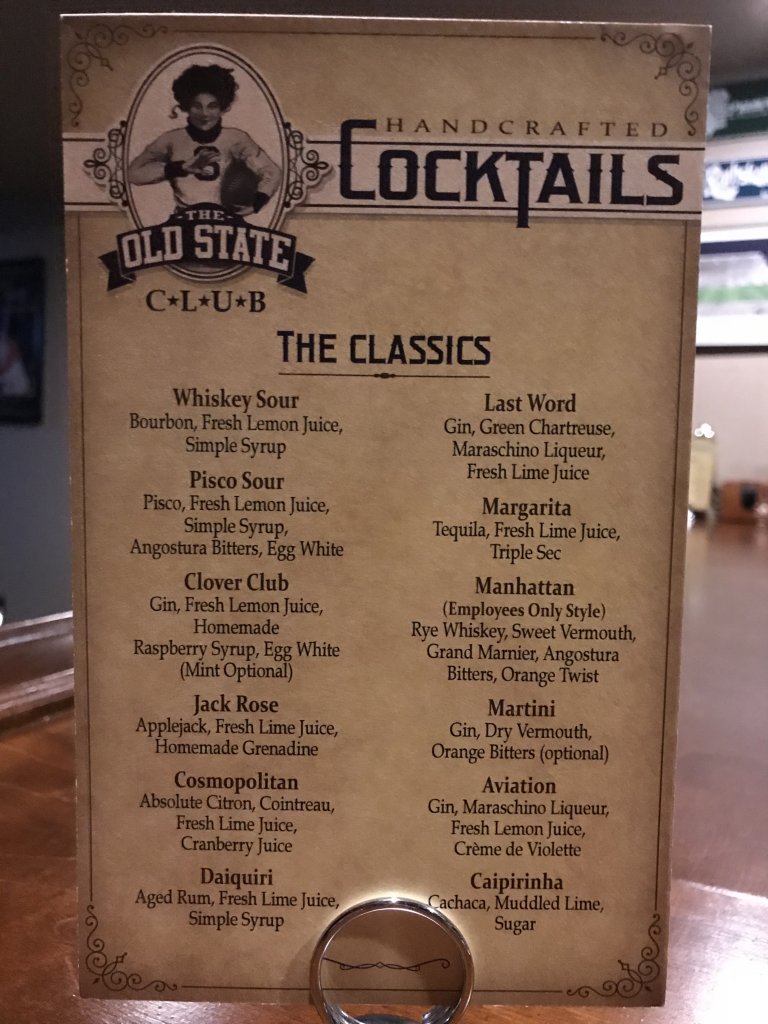 HANDCRAFTED
COCKTAILS
THE
OLD STATE
C★L★U★B
THE CLASSICS
Whiskey Sour
Bourbon, Fresh Lemon Juice,
Simple Syrup
Pisco Sour
Pisco, Fresh Lemon Juice,
Simple Syrup,
Angostura Bitters, Egg White
Clover Club
Gin, Fresh Lemon Juice,
Homemade
Raspberry Syrup, Egg White
(Mint Optional)
Jack Rose
Applejack, Fresh Lime Juice,
Homemade Grenadine
Cosmopolitan
Absolute Citron, Cointreau,
Fresh Lime Juice,
Cranberry Juice
Daiquiri
Aged Rum, Fresh Lime Juice,
Simple Syrup
Last Word
Gin, Green Chartreuse,
Maraschino Liqueur,
Fresh Lime Juice
Margarita
Tequila, Fresh Lime Juice,
Triple Sec
Manhattan
(Employees Only Style)
Rye Whiskey, Sweet Vermouth,
Grand Marnier, Angostura
Bitters, Orange Twist
Martini
Gin, Dry Vermouth,
Orange Bitters (optional)
Aviation
Gin, Maraschino Liqueur,
Fresh Lemon Juice,
Crème de Violette
Caipirinha
Cachaca, Muddled Lime,
Sugar